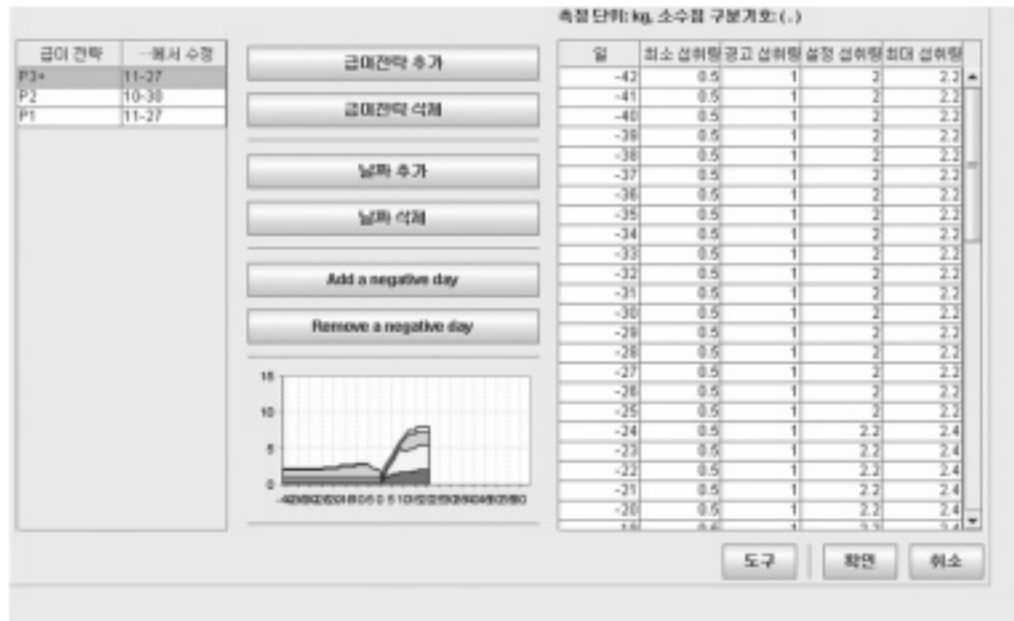 측정 단위: kg, 소수점 구분기호: (.)
급이 전략 ...에서 수정
P3+ 11-27
P2 10-30
P1 11-27
급이전략 추가
급이전략 삭제
날짜 추가
날짜 삭제
Add a negative day
Remove a negative day
15
10
5
0
일 최소 섭취량 경고 섭취량 설정 섭취량 최대 섭취량
-42 0.5 1 2 2.2
-41 0.5 1 2 2.2
-40 0.5 1 2 2.2
-39 0.5 1 2 2.2
-38 0.5 1 2 2.2
-37 0.5 1 2 2.2
-36 0.5 1 2 2.2
-35 0.5 1 2 2.2
-34 0.5 1 2 2.2
-33 0.5 1 2 2.2
-32 0.5 1 2 2.2
-31 0.5 1 2 2.2
-30 0.5 1 2 2.2
-29 0.5 1 2 2.2
-28 0.5 1 2 2.2
-27 0.5 1 2 2.2
-26 0.5 1 2 2.2
-25 0.5 1 2 2.2
-24 0.5 1 2.2 2.4
-23 0.5 1 2.2 2.4
-22 0.5 1 2.2 2.4
-21 0.5 1 2.2 2.4
-20 0.5 1 2.2 2.4
도구 확인 취소